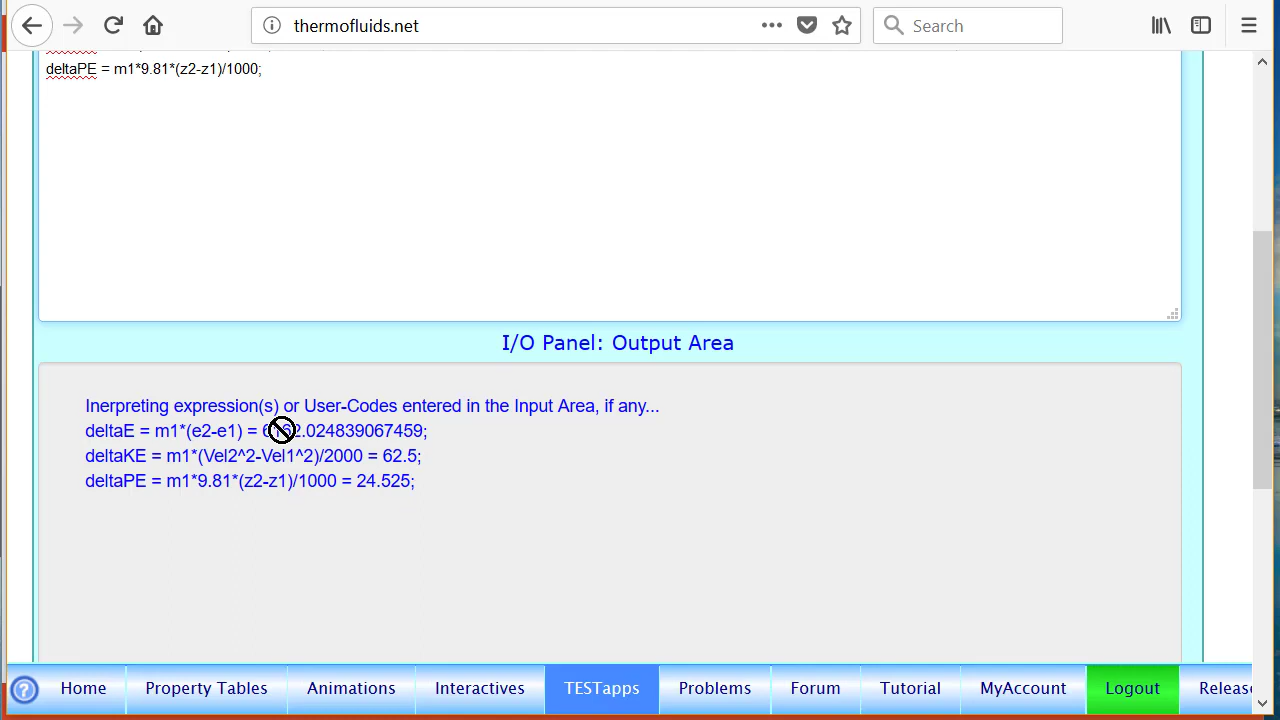 thermofluids.net
Search
deltaPE = m1*9.81*(z2-z1)/1000;
I/O Panel: Output Area
Inerpreting expression(s) or User-Codes entered in the Input Area, if any...
deltaE = m1*(e2-e1) = 6162.024839067459;
deltaKE = m1*(Vel2^2-Vel1^2)/2000 = 62.5;
deltaPE = m1*9.81*(z2-z1)/1000 = 24.525;
? Home Property Tables Animations Interactives TESTapps Problems Forum Tutorial MyAccount Logout Releas